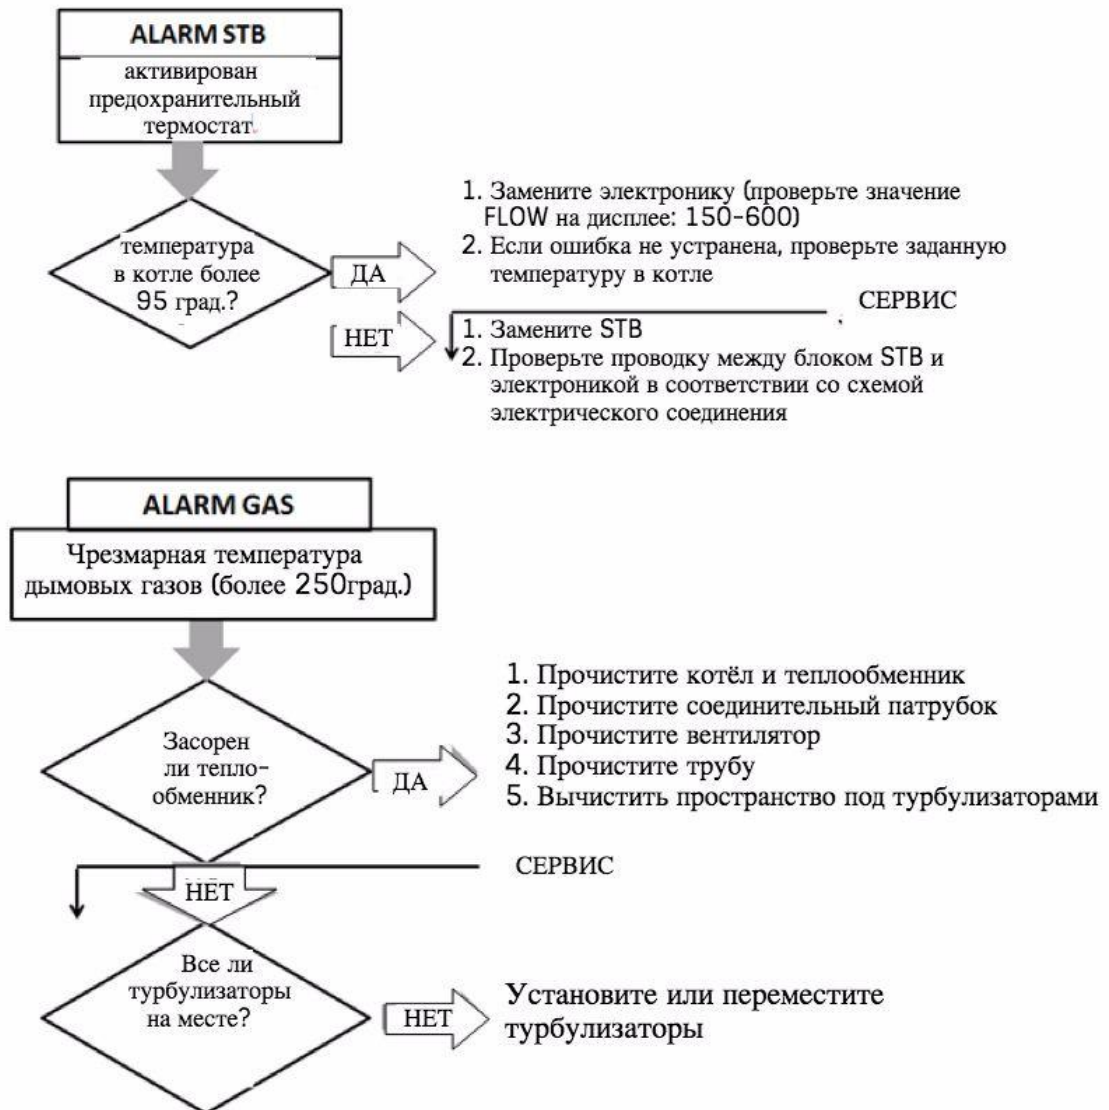 ALARM STB
активирован
предохранительный
термостат.
температура
в котле более
95 град.?
ДА
1. Замените электронику (проверьте значение
FLOW на дисплее: 150-600)
2. Если ошибка не устранена, проверьте заданную
температуру в котле
СЕРВИС
НЕТ
1. Замените STB
2. Проверьте проводку между блоком STB и
электроникой в соответствии со схемой
электрического соединения
ALARM GAS
Чрезмарная температура
дымовых газов (более 250град.)
Засорен
ли тепло-
обменник?
ДА
1. Прочистите котёл и теплообменник
2. Прочистите соединительный патрубок
3. Прочистите вентилятор
4. Прочистите трубу
5. Вычистить пространство под турбулизаторами
СЕРВИС
НЕТ
Все ли
турбулизаторы
на месте?
НЕТ
Установите или переместите
турбулизаторы